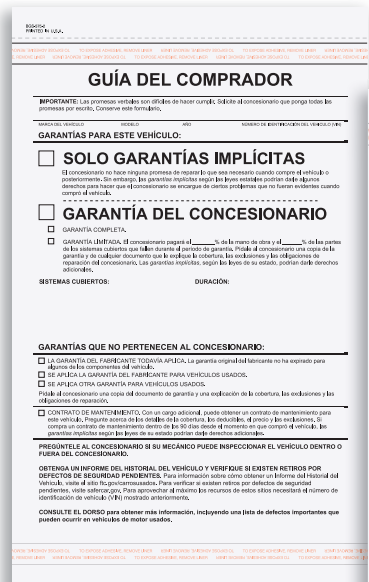 BGS-5/15-8
PRINTED IN U.S.A.
TO EXPOSE ADHESIVE, REMOVE LINER
GUÍA DEL COMPRADOR
IMPORTANTE: Las promesas verbales son difíciles de hacer cumplir. Solicite al concesionario que ponga todas las
promesas por escrito. Conserve este formulario.
MARCA DEL VEHÍCULO MODELO AÑO NÚMERO DE IDENTIFICACIÓN DEL VEHÍCULO (VIN)
GARANTÍAS PARA ESTE VEHÍCULO:
SOLO GARANTÍAS IMPLÍCITAS
El concesionario no hace ninguna promesa de reparar lo que sea necesario cuando compre el vehículo o
posteriormente. Sin embargo, las garantías implícitas según las leyes estatales podrían darle algunos
derechos para hacer que el concesionario se encargue de ciertos problemas que no fueran evidentes cuando
compró el vehículo.
GARANTÍA DEL CONCESIONARIO
GARANTÍA COMPLETA.
GARANTÍA LIMITADA. El concesionario pagará el ______% de la mano de obra y el ______% de las partes
de los sistemas cubiertos que fallen durante el período de garantía. Pídale al concesionario una copia de la
garantía y de cualquier documento que le explique la cobertura, las exclusiones y las obligaciones de
reparación del concesionario. Las garantías implícitas, según las leyes de su estado, podrían darle derechos
adicionales.
SISTEMAS CUBIERTOS: DURACIÓN:
GARANTÍAS QUE NO PERTENECEN AL CONCESIONARIO:
LA GARANTÍA DEL FABRICANTE TODAVÍA APLICA. La garantía original del fabricante no ha expirado para
algunos de los componentes del vehículo.
SE APLICA LA GARANTÍA DEL FABRICANTE PARA VEHÍCULOS USADOS.
SE APLICA OTRA GARANTÍA PARA VEHÍCULOS USADOS.
Pídale al concesionario una copia del documento de garantía y una explicación de la cobertura, las exclusiones y las
obligaciones de reparación.
CONTRATO DE MANTENIMIENTO. Con un cargo adicional, puede obtener un contrato de mantenimiento para
este vehículo. Pregunte acerca de los detalles de la cobertura, los deducibles, el precio y las exclusiones. Si
compra un contrato de mantenimiento dentro de los 90 días desde el momento en que compró el vehículo, las
garantías implícitas según las leyes de su estado podrían darle derechos adicionales.
PREGÚNTELE AL CONCESIONARIO SI SU MECÁNICO PUEDE INSPECCIONAR EL VEHÍCULO DENTRO O
FUERA DEL CONCESIONARIO.
OBTENGA UN INFORME DEL HISTORIAL DEL VEHÍCULO Y VERIFIQUE SI EXISTEN RETIROS POR
DEFECTOS DE SEGURIDAD PENDIENTES. Para información sobre cómo obtener un Informe del Historial del
Vehículo, visite el sitio ftc.gov/carrosusados. Para verificar si existen retiros por defectos de seguridad
pendientes, visite safercar.gov. Para aprovechar al máximo los recursos de estos sitios necesitará el número de
identificación de vehículo (VIN) mostrado anteriormente.
CONSULTE EL DORSO para obtener más información, incluyendo una lista de defectos importantes que
pueden ocurrir en vehículos de motor usados.
TO EXPOSE ADHESIVE, REMOVE LINER